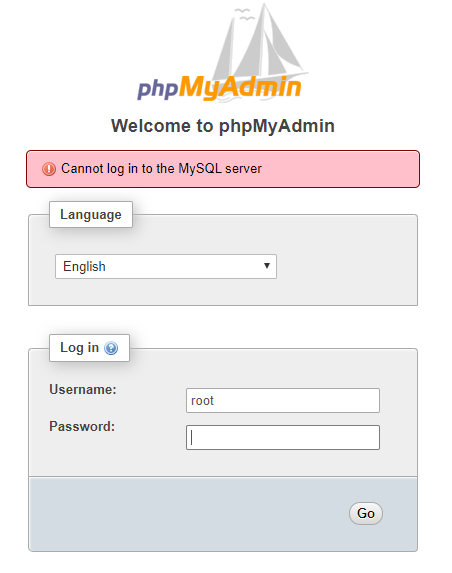 phpMyAdmin
Welcome to phpMyAdmin
Cannot log in to the MySQL server
Language
English
Log in
Username:
root
Password:
Go